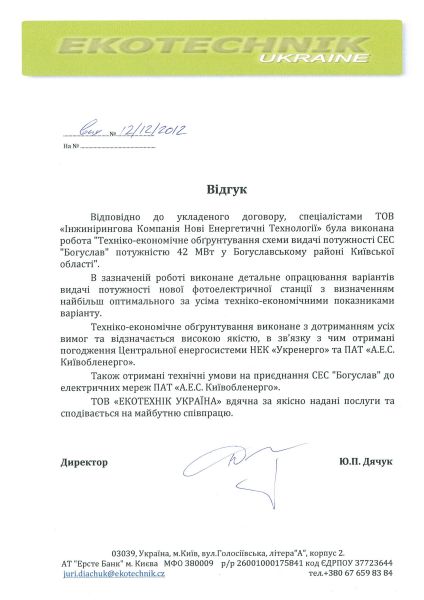 EKOTECHNIK
UKRAINE
Вих № 12/12/2012
На №
Відгук
Відповідно до укладеного договору, спеціалістами ТОВ
«Інжинірингова Компанія Нові Енергетичні Технології» була виконана
робота "Техніко-економічне обґрунтування схеми видачі потужності СЕС
"Богуслав" потужністю 42 МВт у Богуславському районі Київської
області".
В зазначеній роботі виконане детальне опрацювання варіантів
видачі потужності нової фотоелектричної станції з визначенням
найбільш оптимального за усіма техніко-економічними показниками
варіанту.
Техніко-економічне обґрунтування виконане з дотриманням усіх
вимог та відзначається високою якістю, в зв'язку з чим отримані
погодження Центральної енергосистеми НЕК «Укренерго» та ПАТ «А.Е.С.
Київобленерго».
Також отримані технічні умови на приєднання СЕС "Богуслав" до
електричних мереж ПАТ «А.Е.С. Київобленерго».
ТОВ «ЕКОТЕХНІК УКРАЇНА» вдячна за якісно надані послуги та
сподівається на майбутню співпрацю.
Директор Ю.П. Дячук
03039, Україна, м.Київ, вул.Голосіївська, літера"А", корпус 2.
АТ "Ерсте Банк" м. Києва МФО 380009 р/р 26001000175841 код ЄДРПОУ 37723644
juri.diachuk@ekotechnik.cz тел.+380 67 659 83 84